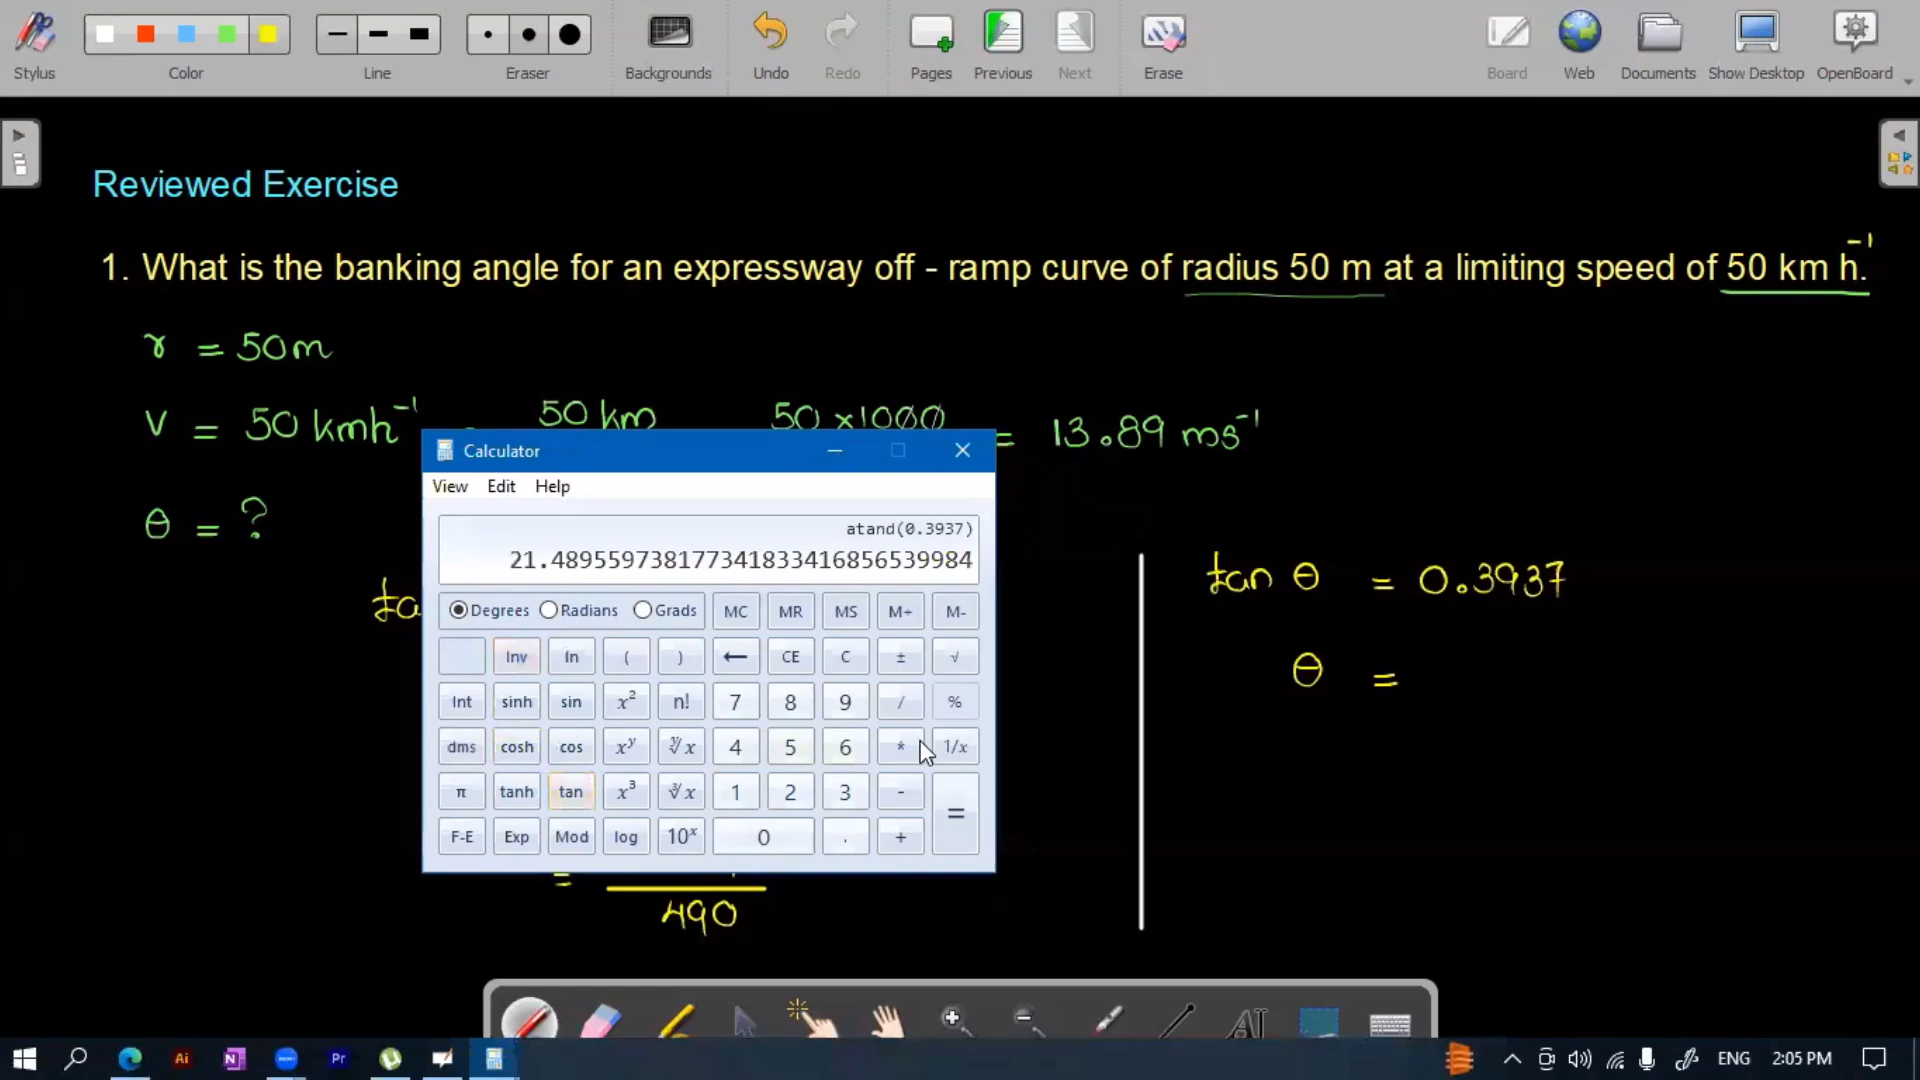 Stylus
Color
Line
Eraser
Backgrounds
Undo
Redo
Pages
Previous
Next
Erase
Board
Web
Documents
Show Desktop
OpenBoard
Reviewed Exercise
1. What is the banking angle for an expressway off - ramp curve of radius 50 m at a limiting speed of 50 km h⁻¹.
r = 50m
v = 50 kmh⁻¹ = 50 km 50 x 1000 = 13.89 ms⁻¹
θ = ?
Calculator
View Edit Help
atand(0.3937)
21.489559738177341833416856539984
Degrees Radians Grads MC MR MS M+ M-
Inv ln ( ) ← CE C ± √
Int sinh sin x² n! 7 8 9 / %
dms cosh cos xʸ ʸ√x 4 5 6 * 1/x
π tanh tan x³ ³√x 1 2 3 - =
F-E Exp Mod log 10ˣ 0 . +
ta
=
490
tan θ = 0.3937
θ =
Ai
N
Pr
ENG
2:05 PM